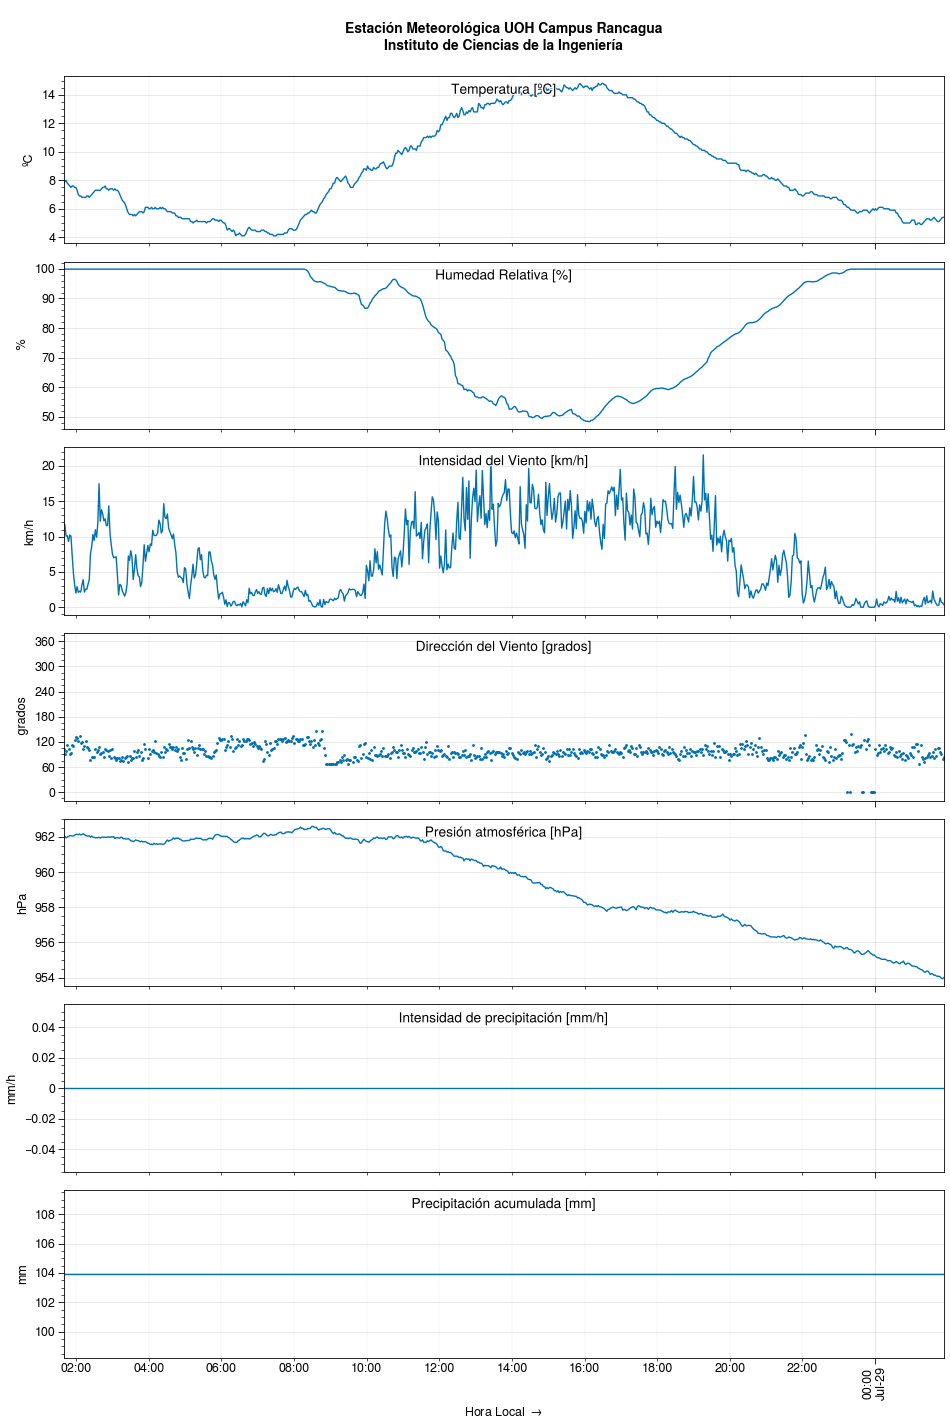 Estación Meteorológica UOH Campus Rancagua
Instituto de Ciencias de la Ingeniería
Temperatura [ºC]
ºC
14
12
10
8
6
4
Humedad Relativa [%]
%
100
90
80
70
60
50
Intensidad del Viento [km/h]
km/h
20
15
10
5
0
Dirección del Viento [grados]
grados
360
300
240
180
120
60
0
Presión atmosférica [hPa]
hPa
962
960
958
956
954
Intensidad de precipitación [mm/h]
mm/h
0.04
0.02
0
−0.02
−0.04
Precipitación acumulada [mm]
mm
108
106
104
102
100
02:00 04:00 06:00 08:00 10:00 12:00 14:00 16:00 18:00 20:00 22:00 00:00
Jul-29
Hora Local →